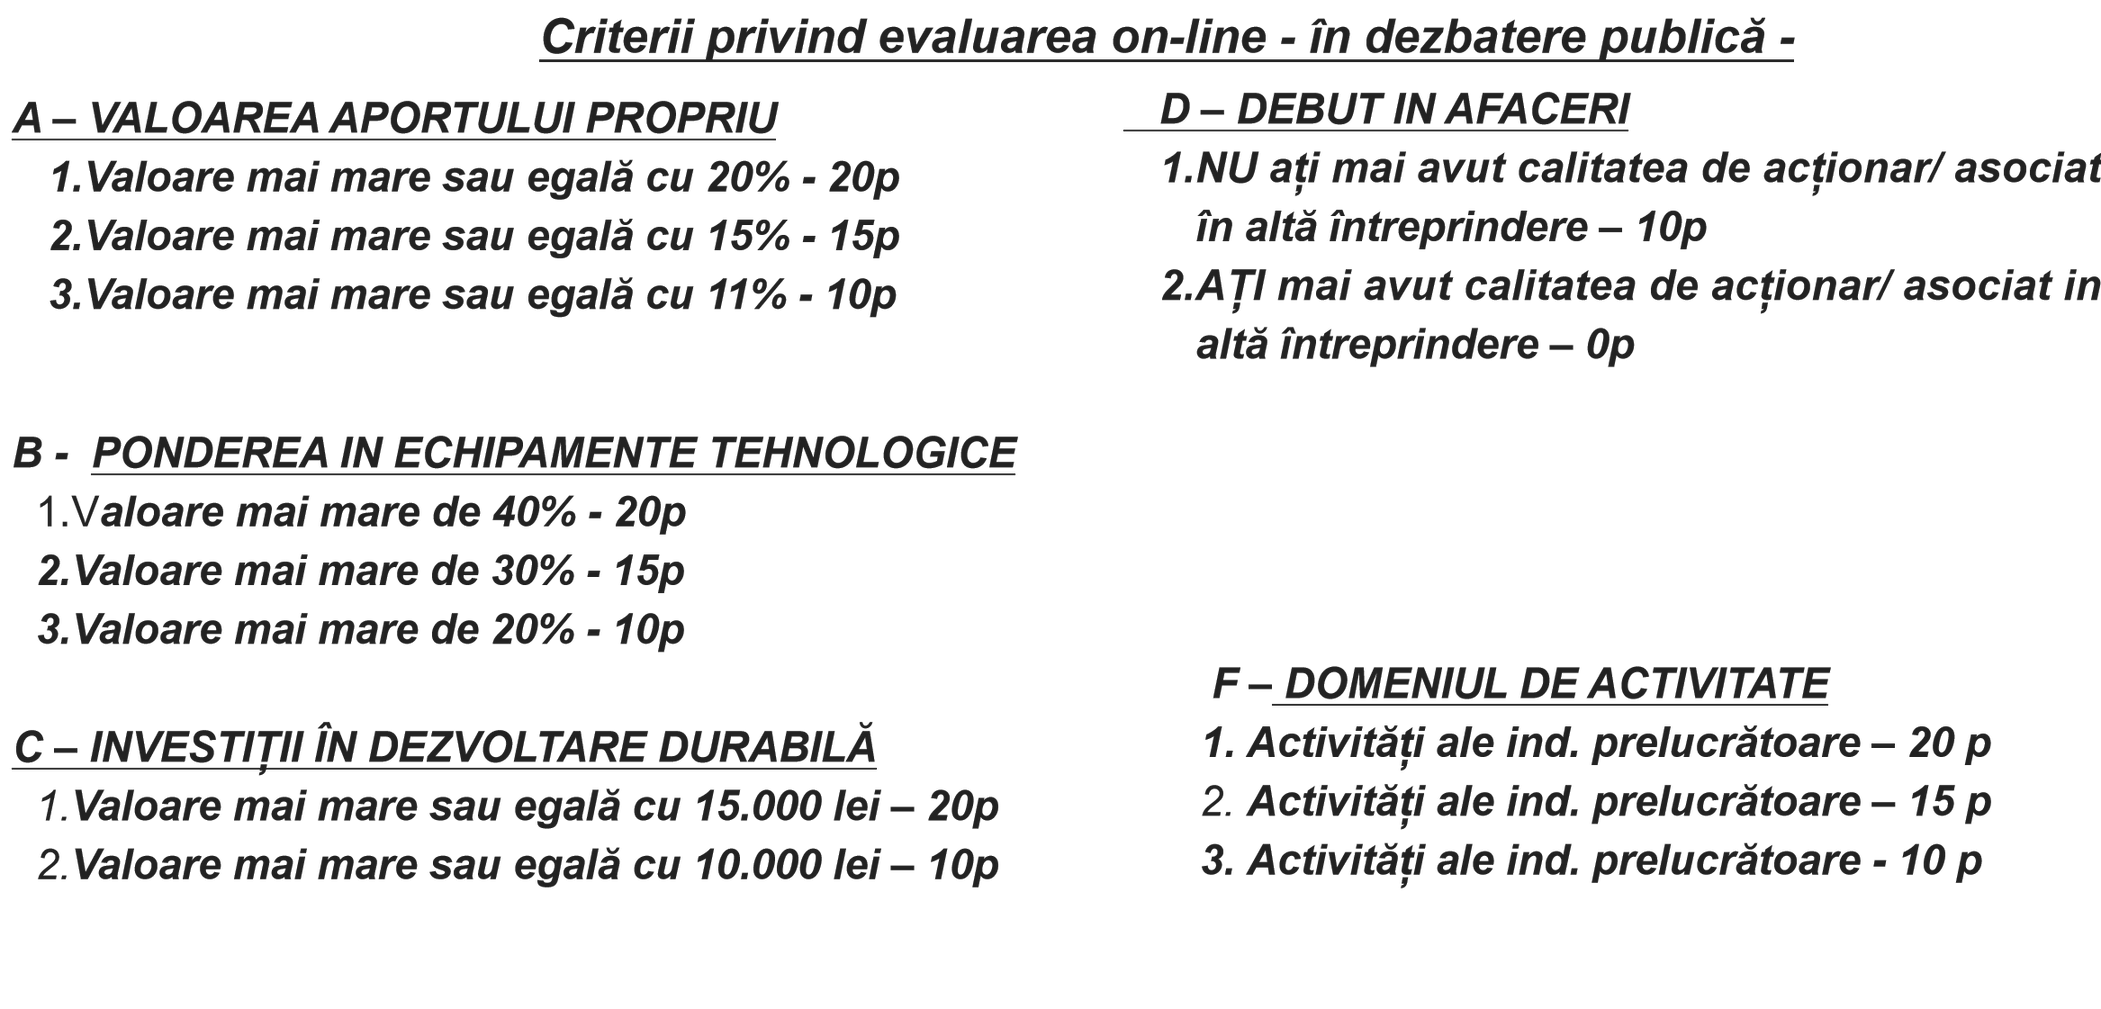 Criterii privind evaluarea on-line - în dezbatere publică -
A – VALOAREA APORTULUI PROPRIU
1.Valoare mai mare sau egală cu 20% - 20p
2.Valoare mai mare sau egală cu 15% - 15p
3.Valoare mai mare sau egală cu 11% - 10p
B - PONDEREA IN ECHIPAMENTE TEHNOLOGICE
1.Valoare mai mare de 40% - 20p
2.Valoare mai mare de 30% - 15p
3.Valoare mai mare de 20% - 10p
C – INVESTIȚII ÎN DEZVOLTARE DURABILĂ
1.Valoare mai mare sau egală cu 15.000 lei – 20p
2.Valoare mai mare sau egală cu 10.000 lei – 10p
D – DEBUT IN AFACERI
1.NU ați mai avut calitatea de acționar/ asociat
în altă întreprindere – 10p
2.AȚI mai avut calitatea de acționar/ asociat in
altă întreprindere – 0p
F – DOMENIUL DE ACTIVITATE
1. Activități ale ind. prelucrătoare – 20 p
2. Activități ale ind. prelucrătoare – 15 p
3. Activități ale ind. prelucrătoare - 10 p